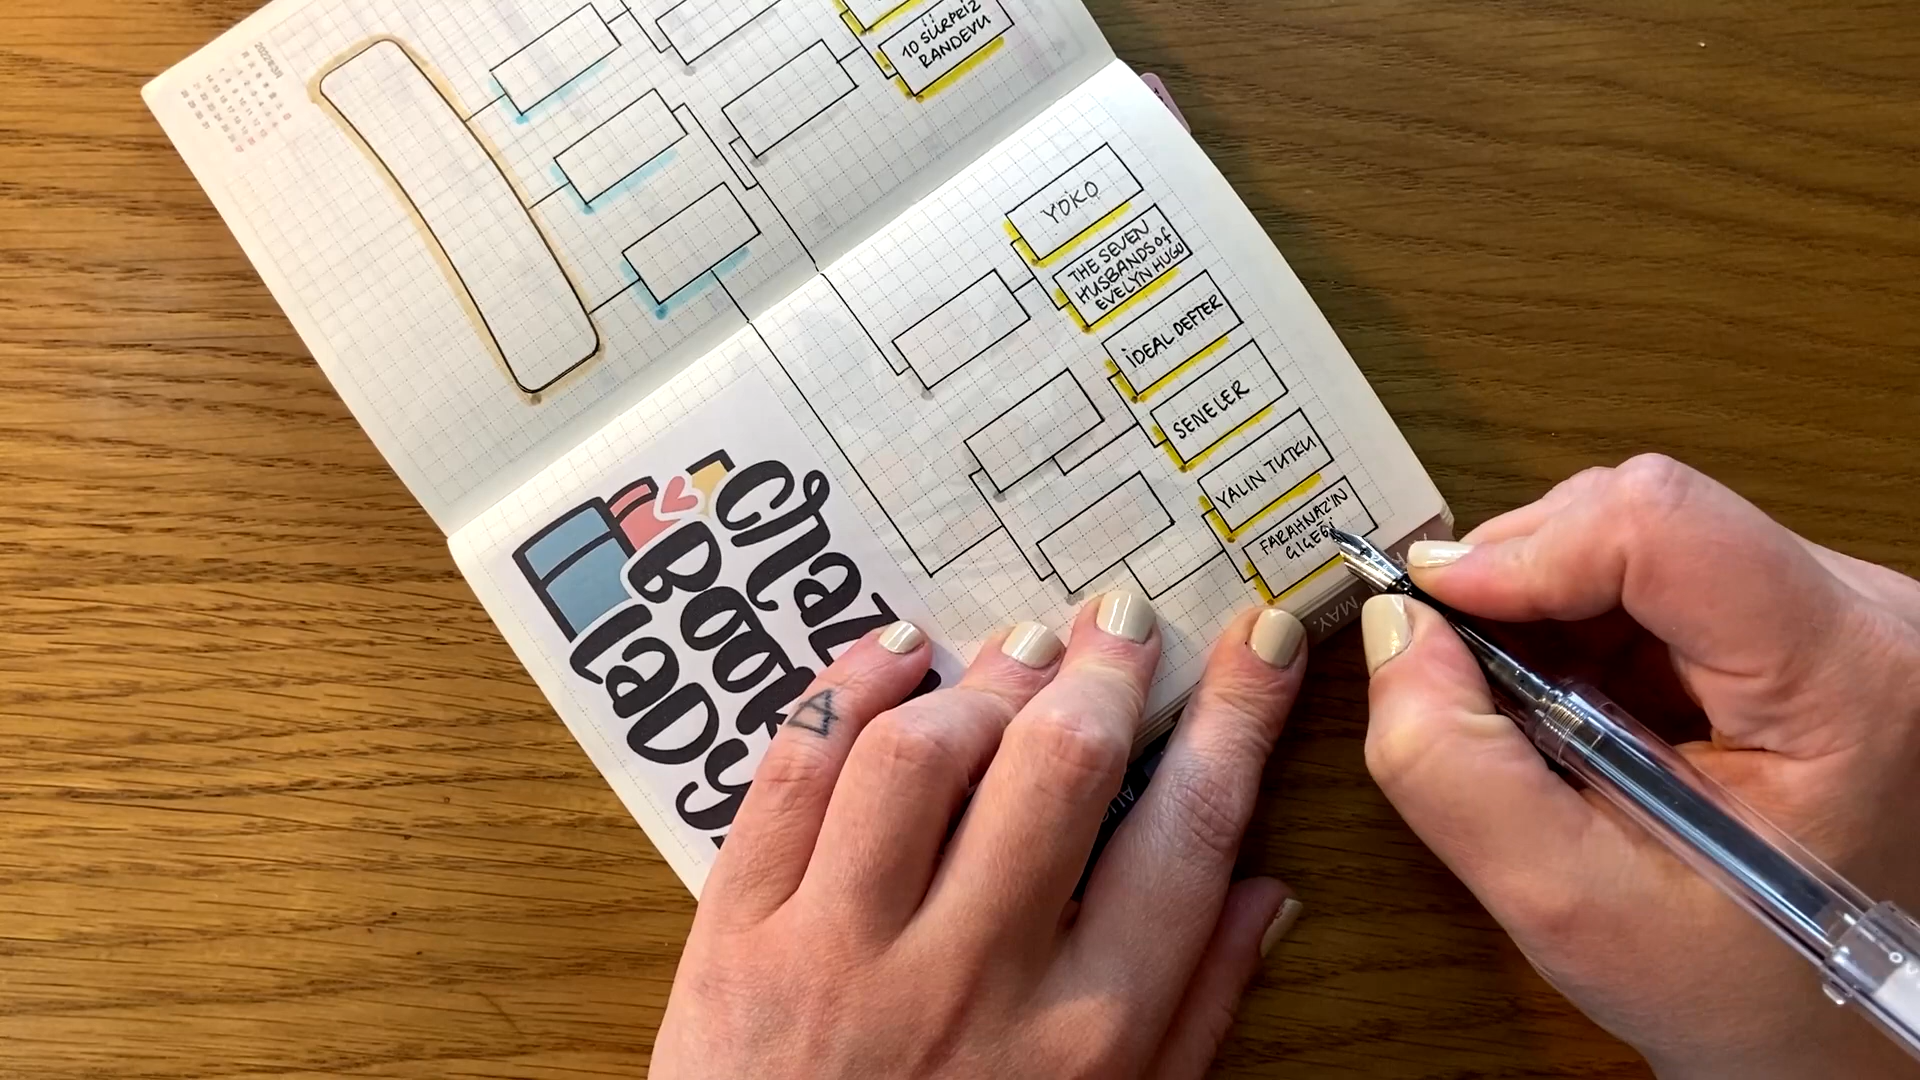 10 SÜRPRİZ
RANDEVU
YOKO
THE SEVEN
HUSBANDS of
EVELYN HUGO
İDEAL DEFTER
SENELER
YALIN TUTKU
FARAHNAZ'IN
ÇİÇEĞİ
CRAZ
BOOK
LADY
MAY.